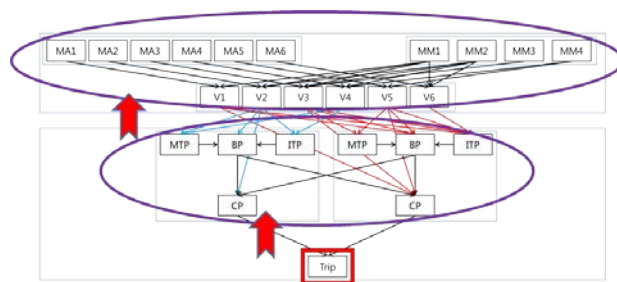 MA1 MA2 MA3 MA4 MA5 MA6 MM1 MM2 MM3 MM4
V1 V2 V3 V4 V5 V6
MTP BP ITP MTP BP ITP
CP CP
Trip